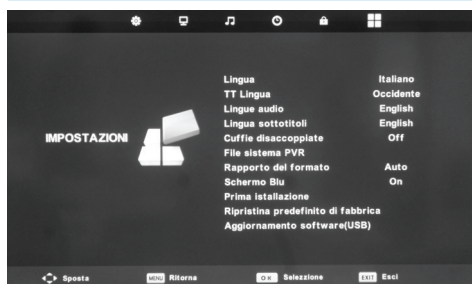 Lingua Italiano
TT Lingua Occidente
Lingue audio English
Lingua sottotitoli English
Cuffie disaccoppiate Off
IMPOSTAZIONI
File sistema PVR
Rapporto del formato Auto
Schermo Blu On
Prima istallazione
Ripristina predefinito di fabbrica
Aggiornamento software(USB)
Sposta MENU Ritorna OK Selezzione EXIT Esci